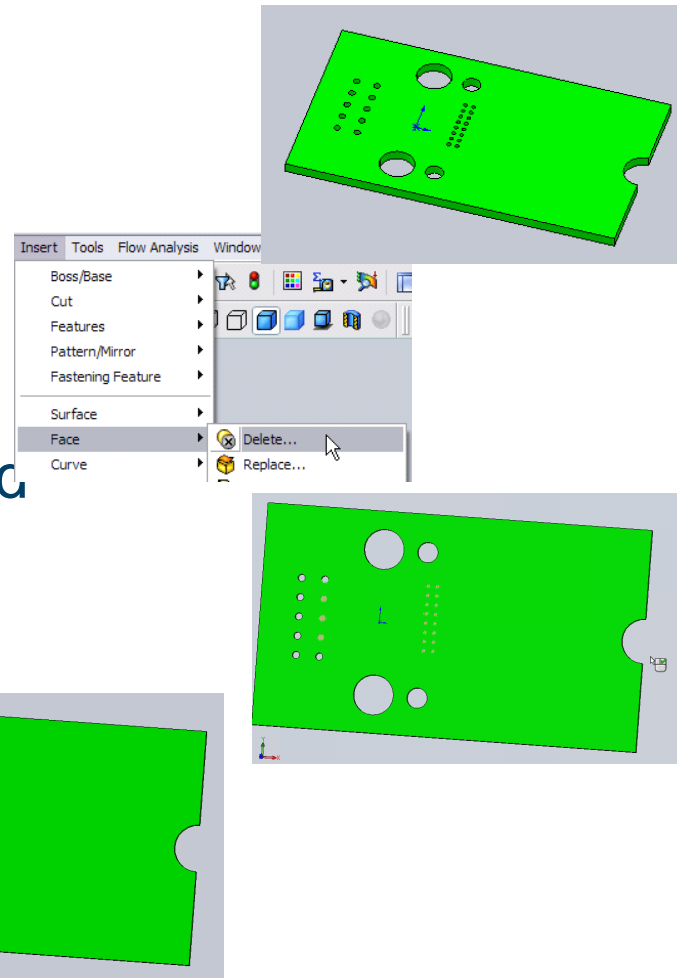 Insert Tools Flow Analysis Window
Boss/Base
Cut
Features
Pattern/Mirror
Fastening Feature
Surface
Face
Curve
Delete...
Replace...